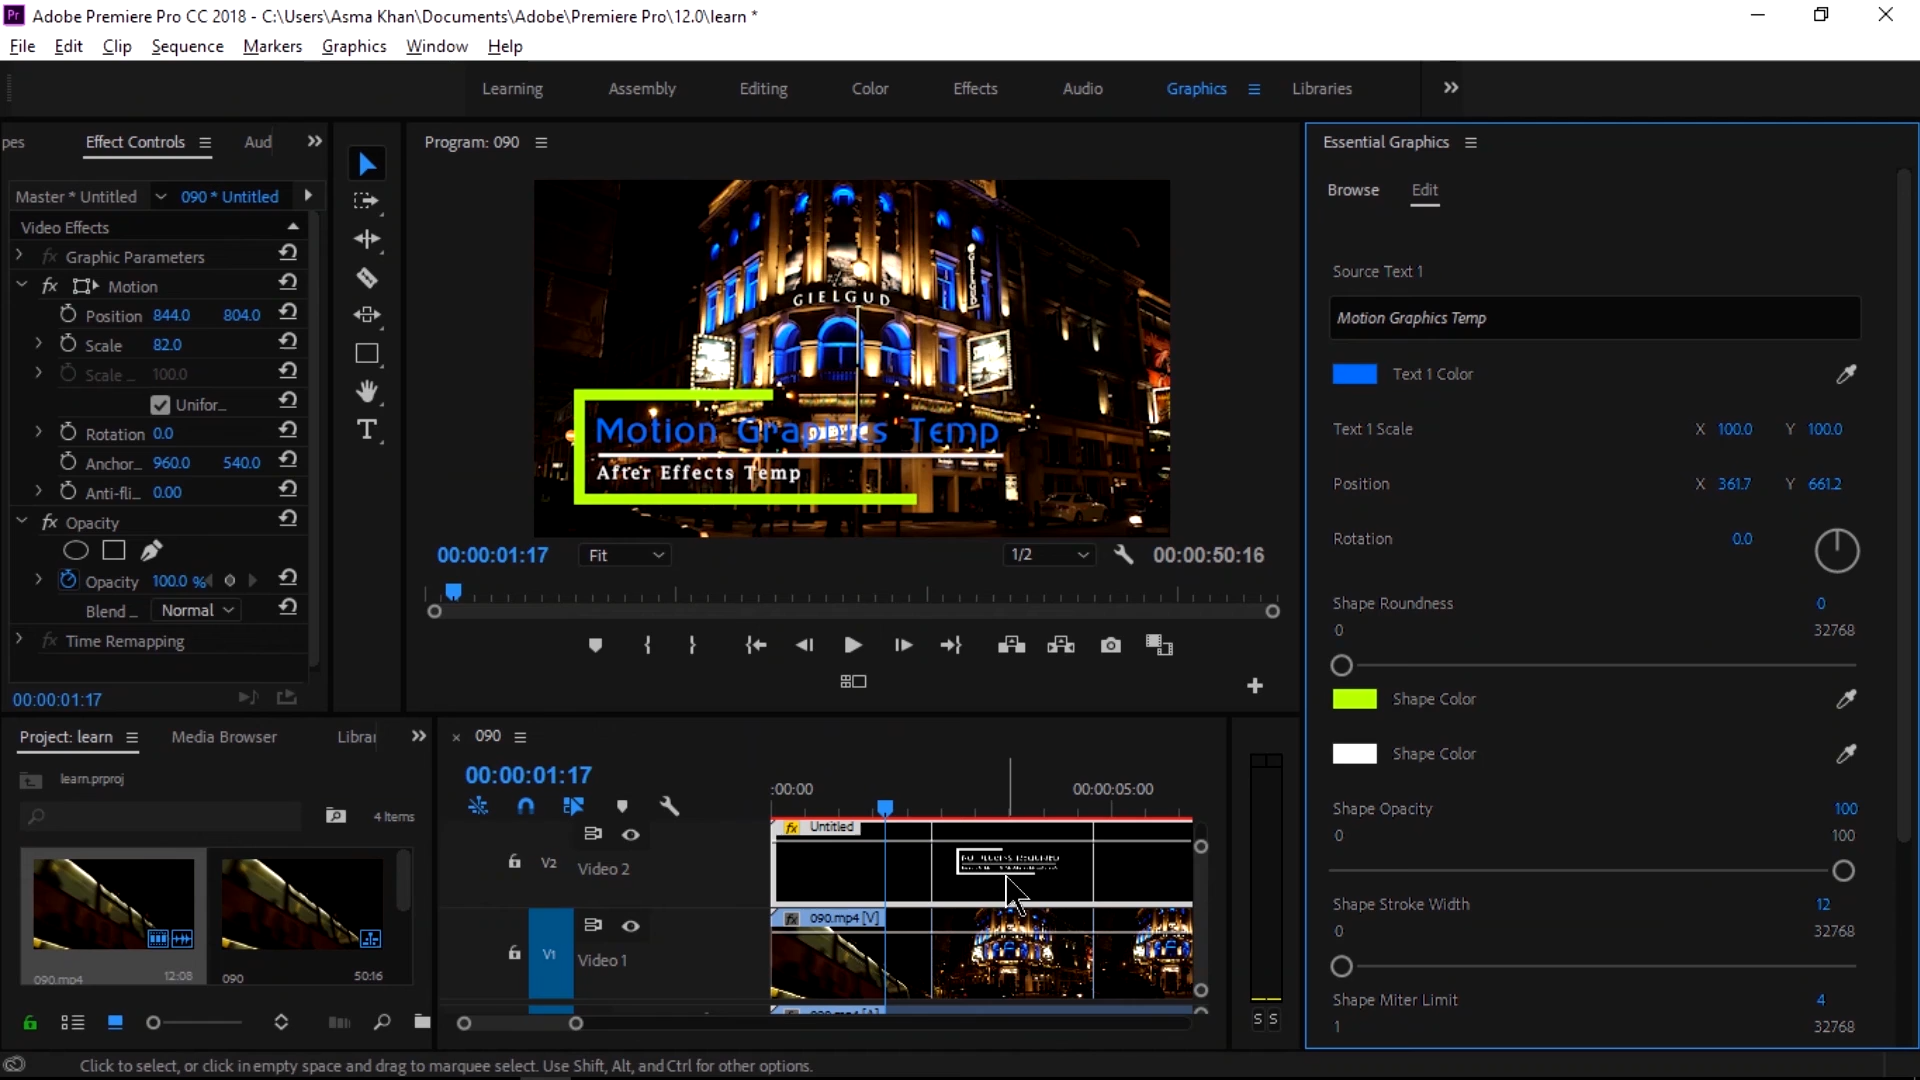 Pr Adobe Premiere Pro CC 2018 - C:\Users\Asma Khan\Documents\Adobe\Premiere Pro\12.0\learn *
File Edit Clip Sequence Markers Graphics Window Help
Learning Assembly Editing Color Effects Audio Graphics Libraries
pes Effect Controls Aud
Master * Untitled 090 * Untitled
Video Effects
fx Graphic Parameters
fx Motion
Position 844.0 804.0
Scale 82.0
Scale ... 100.0
Unifor...
Rotation 0.0
Anchor... 960.0 540.0
Anti-fli... 0.00
fx Opacity
Opacity 100.0 %
Blend ... Normal
fx Time Remapping
00:00:01:17
Program: 090
GIELGUD
Motion Graphics Temp
After Effects Temp
00:00:01:17 Fit 1/2 00:00:50:16
Essential Graphics
Browse Edit
Source Text 1
Motion Graphics Temp
Text 1 Color
Text 1 Scale X 100.0 Y 100.0
Position X 361.7 Y 661.2
Rotation 0.0
Shape Roundness 0
0 32768
Shape Color
Shape Color
Shape Opacity 100
0 100
Shape Stroke Width 12
0 32768
Shape Miter Limit 4
1 32768
Project: learn Media Browser Librar
learn.prproj
4 Items
090.mp4 12:08
090 50:16
× 090
00:00:01:17
:00:00 00:00:05:00
fx Untitled
V2 Video 2
fx 090.mp4 [V]
V1 Video 1
fx 090.mp4 [A]
S S
Click to select, or click in empty space and drag to marquee select. Use Shift, Alt, and Ctrl for other options.